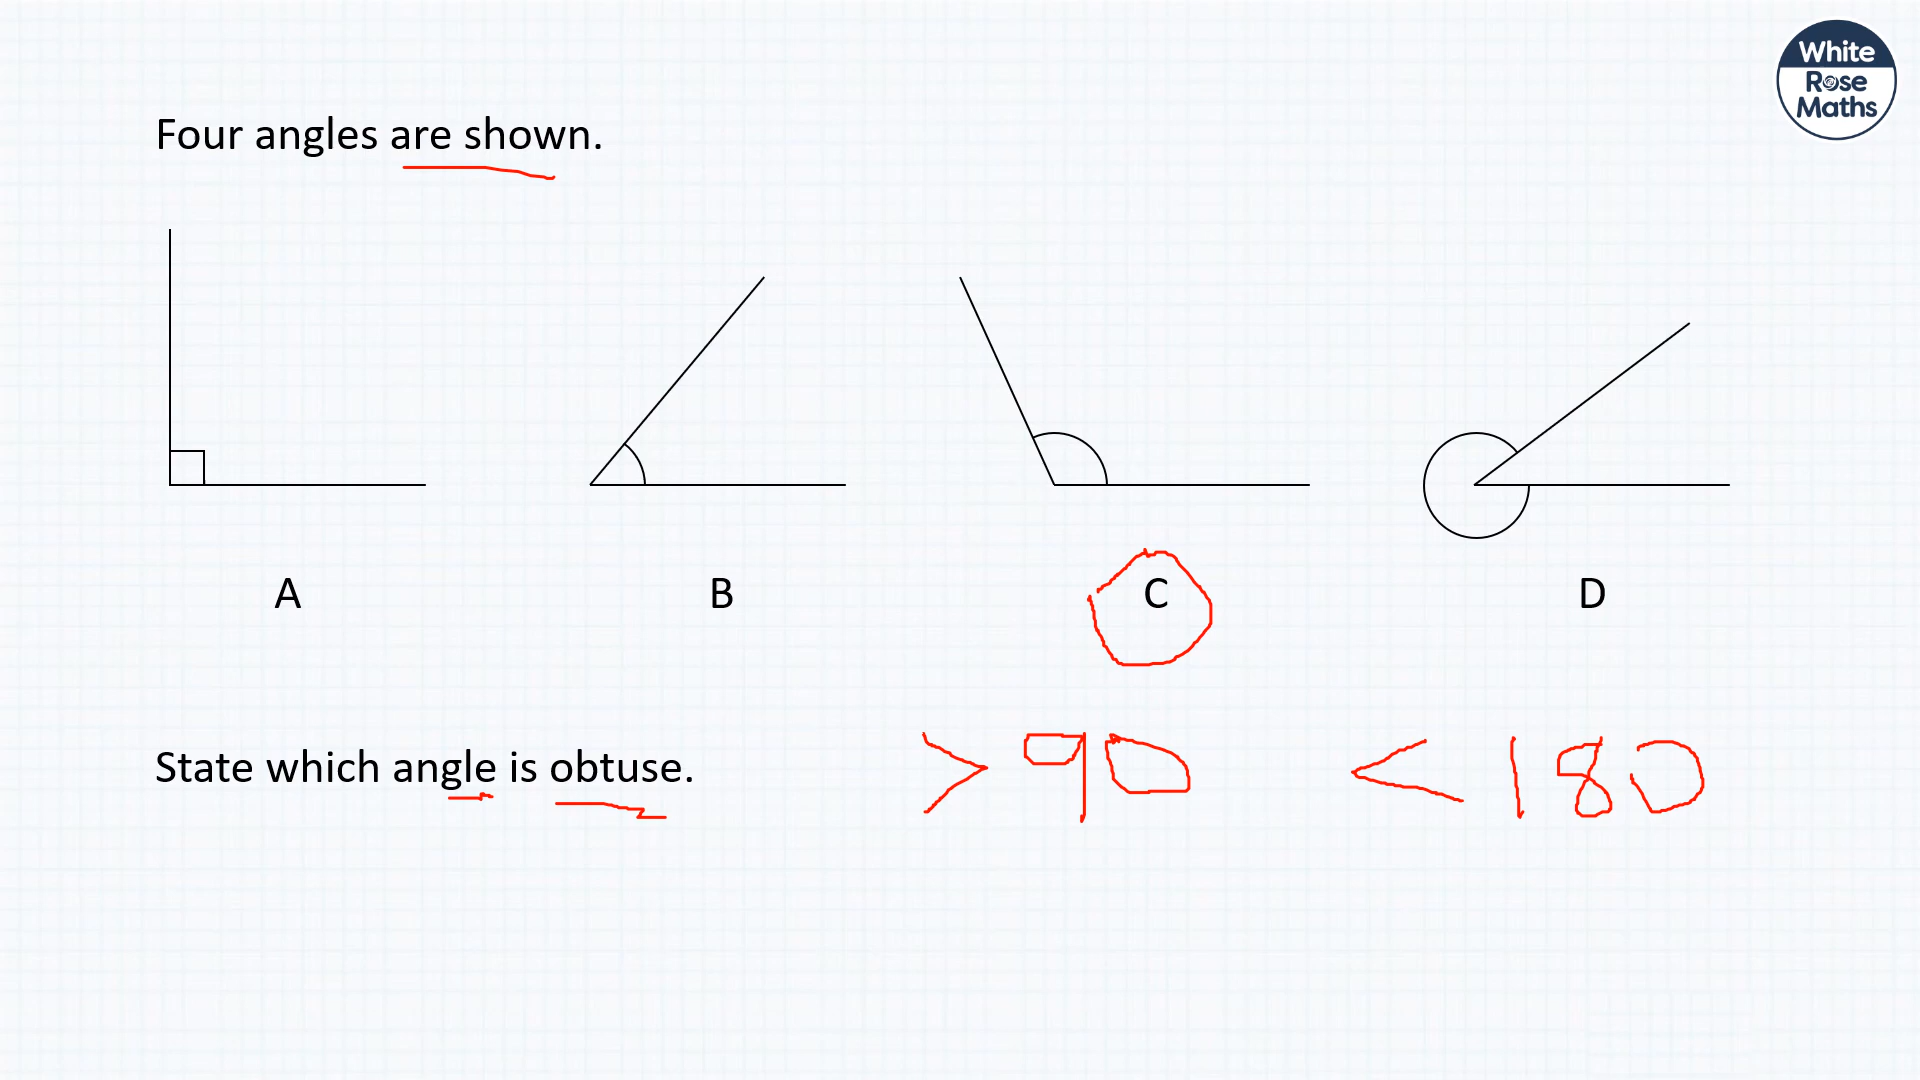 White
Rose
Maths
Four angles are shown.
A B C D
State which angle is obtuse. > 90 < 180